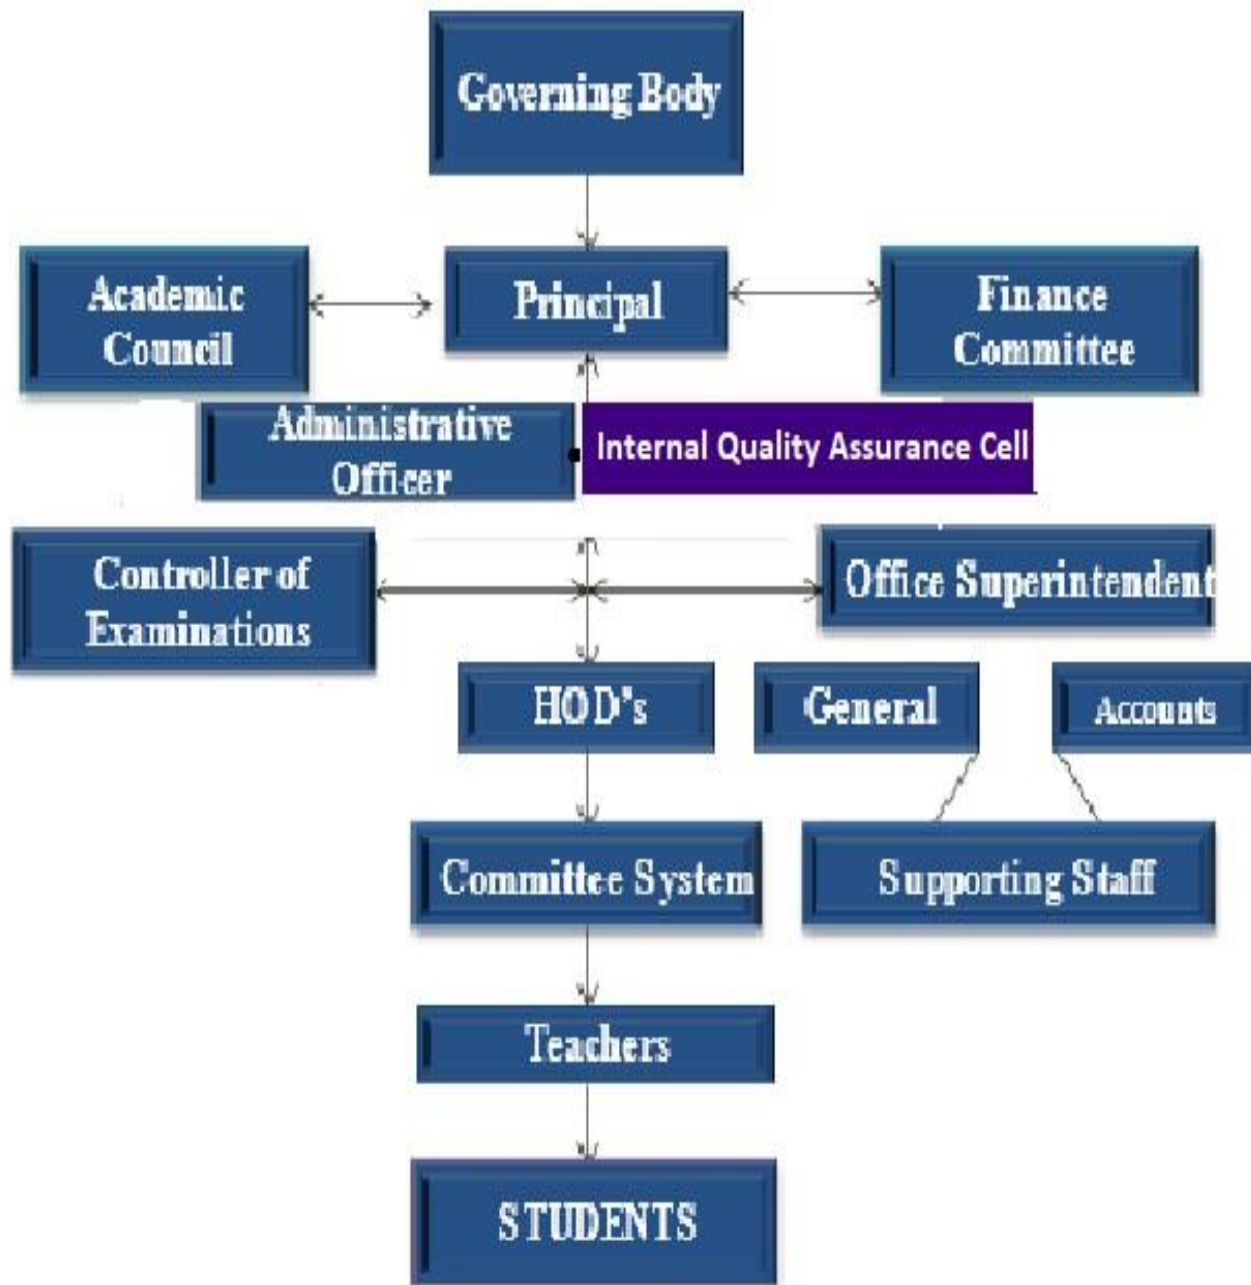 Governing Body
Academic
Council
Principal
Finance
Committee
Administrative
Officer
Internal Quality Assurance Cell
Controller of
Examinations
Office Superintendent
HOD's
General
Accounts
Committee System
Supporting Staff
Teachers
STUDENTS